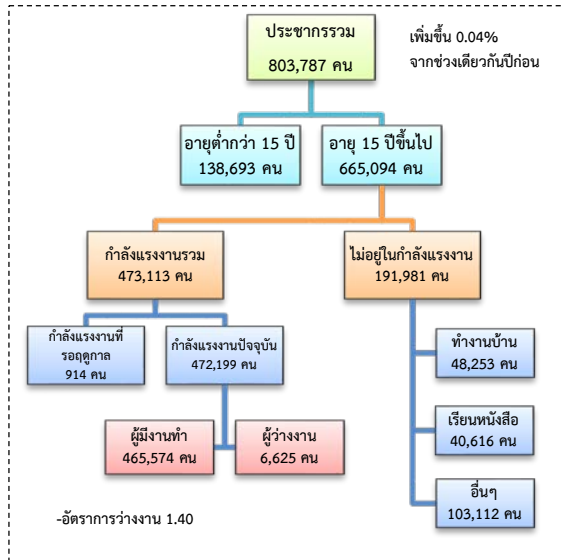 ประชากรรวม
803,787 คน
เพิ่มขึ้น 0.04%
จากช่วงเดียวกันปีก่อน
อายุต่ำกว่า 15 ปี
138,693 คน
อายุ 15 ปีขึ้นไป
665,094 คน
กำลังแรงงานรวม
473,113 คน
ไม่อยู่ในกำลังแรงงาน
191,981 คน
กำลังแรงงานที่
รอฤดูกาล
914 คน
กำลังแรงงานปัจจุบัน
472,199 คน
ทำงานบ้าน
48,253 คน
ผู้มีงานทำ
465,574 คน
ผู้ว่างงาน
6,625 คน
เรียนหนังสือ
40,616 คน
อื่นๆ
103,112 คน
-อัตราการว่างงาน 1.40